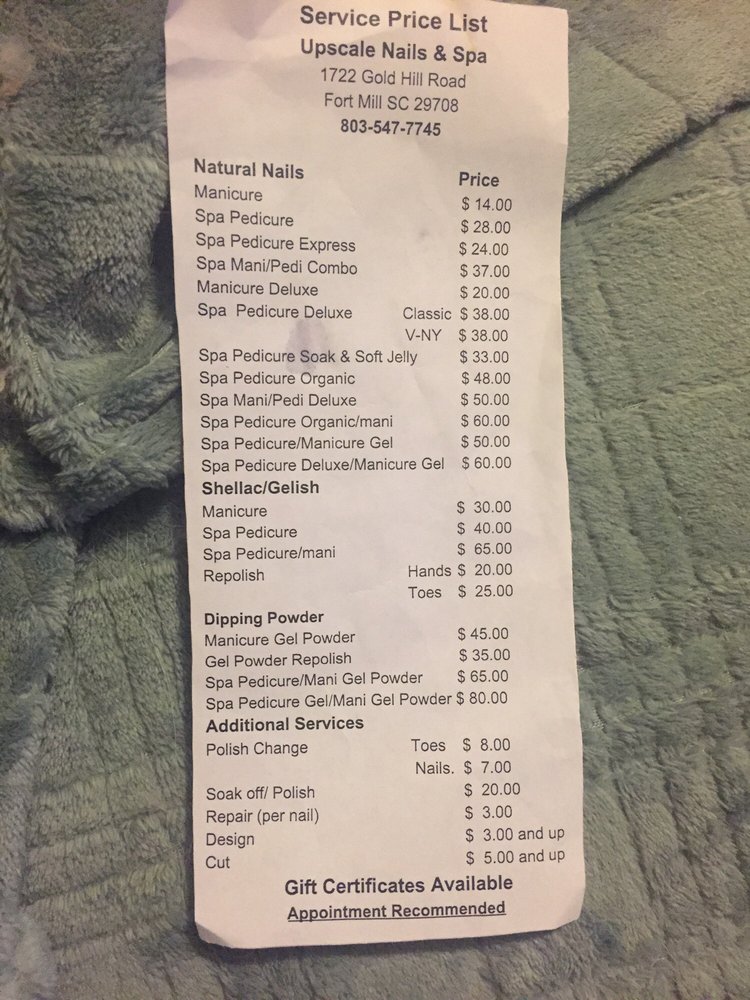 Service Price List
Upscale Nails & Spa
1722 Gold Hill Road
Fort Mill SC 29708
803-547-7745
Natural Nails Price
Manicure $ 14.00
Spa Pedicure $ 28.00
Spa Pedicure Express $ 24.00
Spa Mani/Pedi Combo $ 37.00
Manicure Deluxe $ 20.00
Spa Pedicure Deluxe Classic $ 38.00
V-NY $ 38.00
Spa Pedicure Soak & Soft Jelly $ 33.00
Spa Pedicure Organic $ 48.00
Spa Mani/Pedi Deluxe $ 50.00
Spa Pedicure Organic/mani $ 60.00
Spa Pedicure/Manicure Gel $ 50.00
Spa Pedicure Deluxe/Manicure Gel $ 60.00
Shellac/Gelish
Manicure $ 30.00
Spa Pedicure $ 40.00
Spa Pedicure/mani $ 65.00
Repolish Hands $ 20.00
Toes $ 25.00
Dipping Powder
Manicure Gel Powder $ 45.00
Gel Powder Repolish $ 35.00
Spa Pedicure/Mani Gel Powder $ 65.00
Spa Pedicure Gel/Mani Gel Powder $ 80.00
Additional Services
Polish Change Toes $ 8.00
Nails. $ 7.00
Soak off/ Polish $ 20.00
Repair (per nail) $ 3.00
Design $ 3.00 and up
Cut $ 5.00 and up
Gift Certificates Available
Appointment Recommended